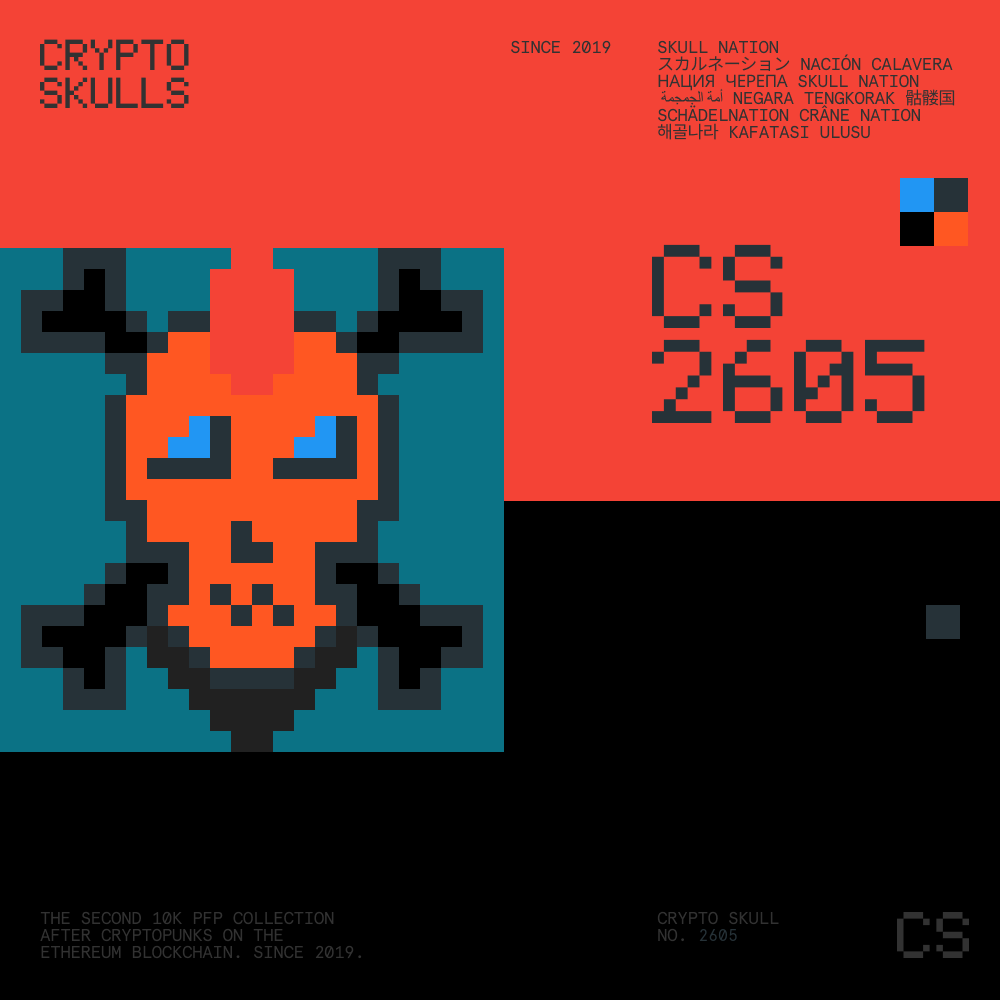 CRYPTO
SKULLS
SINCE 2019
SKULL NATION
スカルネーション NACIÓN CALAVERA
НАЦИЯ ЧЕРЕПА SKULL NATION
أمة الجمجمة NEGARA TENGKORAK 骷髅国
SCHÄDELNATION CRÂNE NATION
해골나라 KAFATASI ULUSU
CS
2605
THE SECOND 10K PFP COLLECTION
AFTER CRYPTOPUNKS ON THE
ETHEREUM BLOCKCHAIN. SINCE 2019.
CRYPTO SKULL
NO. 2605
CS